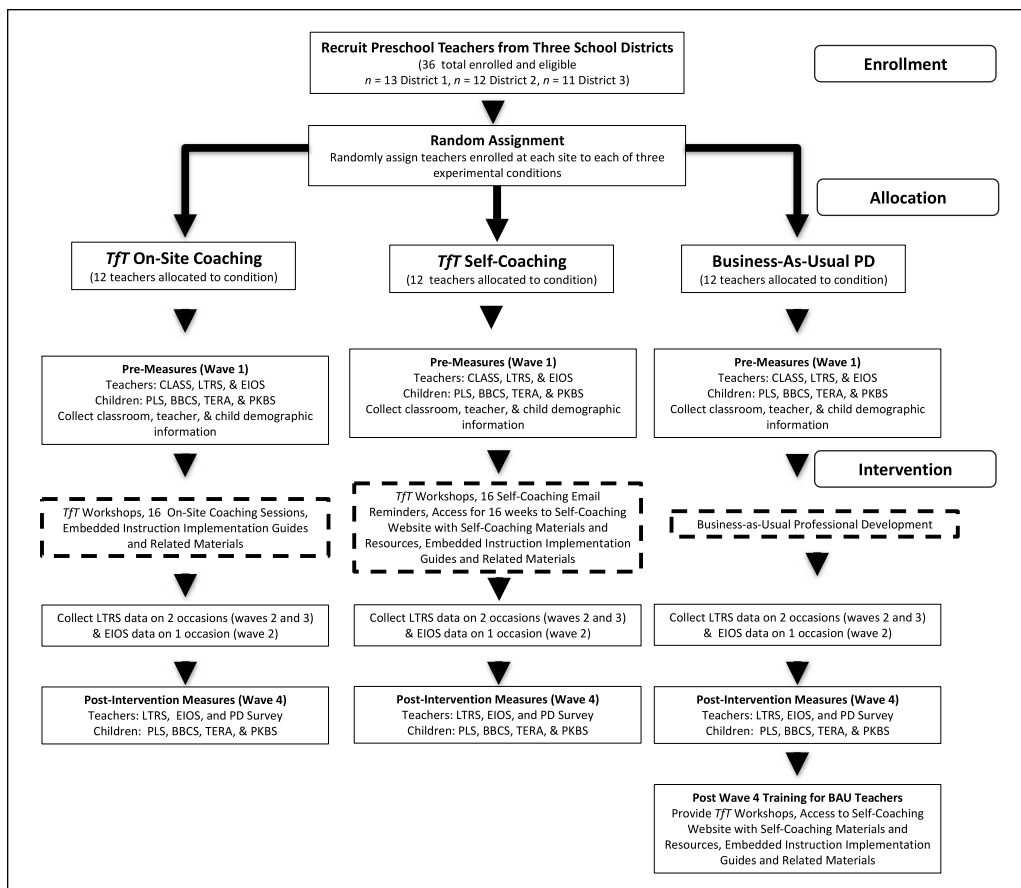 Recruit Preschool Teachers from Three School Districts
(36 total enrolled and eligible
n = 13 District 1, n = 12 District 2, n = 11 District 3)
Enrollment
Random Assignment
Randomly assign teachers enrolled at each site to each of three
experimental conditions
Allocation
TfT On-Site Coaching
(12 teachers allocated to condition)
TfT Self-Coaching
(12 teachers allocated to condition)
Business-As-Usual PD
(12 teachers allocated to condition)
Pre-Measures (Wave 1)
Teachers: CLASS, LTRS, & EIOS
Children: PLS, BBCS, TERA, & PKBS
Collect classroom, teacher, & child demographic
information
Pre-Measures (Wave 1)
Teachers: CLASS, LTRS, & EIOS
Children: PLS, BBCS, TERA, & PKBS
Collect classroom, teacher, & child demographic
information
Pre-Measures (Wave 1)
Teachers: CLASS, LTRS, & EIOS
Children: PLS, BBCS, TERA, & PKBS
Collect classroom, teacher, & child demographic
information
Intervention
TfT Workshops, 16 On-Site Coaching Sessions,
Embedded Instruction Implementation Guides
and Related Materials
TfT Workshops, 16 Self-Coaching Email
Reminders, Access for 16 weeks to Self-Coaching
Website with Self-Coaching Materials and
Resources, Embedded Instruction Implementation
Guides and Related Materials
Business-as-Usual Professional Development
Collect LTRS data on 2 occasions (waves 2 and 3)
& EIOS data on 1 occasion (wave 2)
Collect LTRS data on 2 occasions (waves 2 and 3)
& EIOS data on 1 occasion (wave 2)
Collect LTRS data on 2 occasions (waves 2 and 3)
& EIOS data on 1 occasion (wave 2)
Post-Intervention Measures (Wave 4)
Teachers: LTRS, EIOS, and PD Survey
Children: PLS, BBCS, TERA, & PKBS
Post-Intervention Measures (Wave 4)
Teachers: LTRS, EIOS, and PD Survey
Children: PLS, BBCS, TERA, & PKBS
Post-Intervention Measures (Wave 4)
Teachers: LTRS, EIOS, and PD Survey
Children: PLS, BBCS, TERA, & PKBS
Post Wave 4 Training for BAU Teachers
Provide TfT Workshops, Access to Self-Coaching
Website with Self-Coaching Materials and
Resources, Embedded Instruction Implementation
Guides and Related Materials